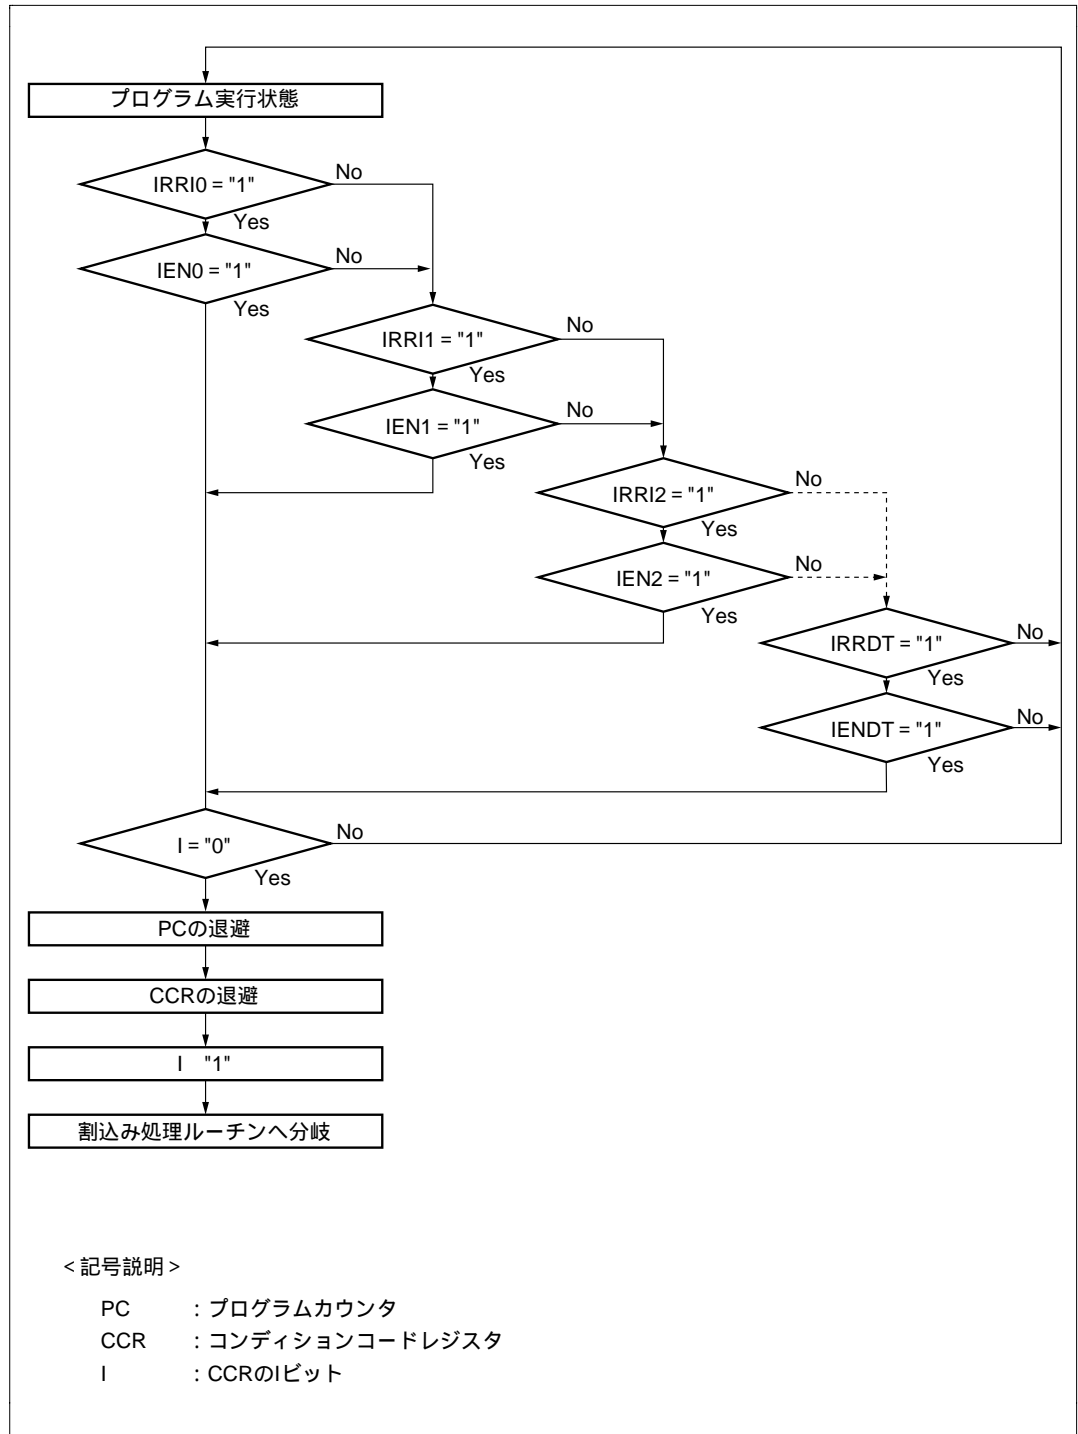 プログラム実行状態
IRRI0 = "1"
No
Yes
IEN0 = "1"
No
Yes
IRRI1 = "1"
No
Yes
IEN1 = "1"
No
Yes
IRRI2 = "1"
No
Yes
IEN2 = "1"
No
Yes
IRRDT = "1"
No
Yes
IENDT = "1"
No
Yes
I = "0"
No
Yes
PCの退避
CCRの退避
I "1"
割込み処理ルーチンへ分岐
<記号説明>
PC :プログラムカウンタ
CCR :コンディションコードレジスタ
I :CCRのIビット